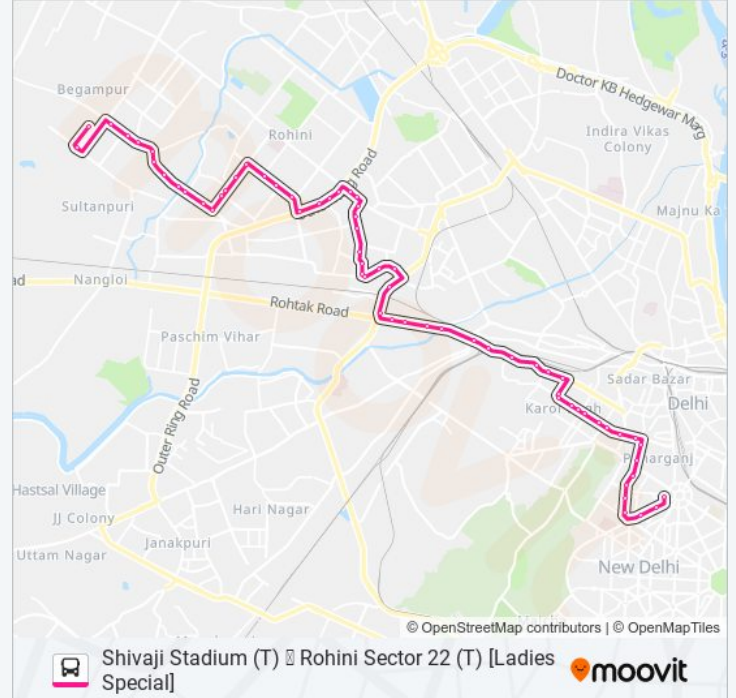 Doctor KB Hedgewar Marg
Begampur
Indira Vikas
Colony
Rohini
Road
Majnu Ka
Sultanpuri
Nangloi
Rohtak Road
Paschim Vihar
Sadar Bazar
Delhi
Outer Ring Road
Hastsal Village
JJ Colony
Hari Nagar
Janakpuri
Uttam Nagar
New Delhi
© OpenStreetMap contributors | © OpenMapTiles
Shivaji Stadium (T) Rohini Sector 22 (T) [Ladies
Special]
moovit